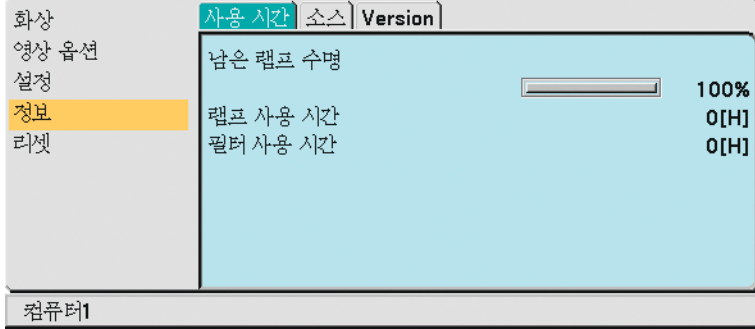 화상
영상 옵션
설정
정보
리셋
사용 시간 소스 Version
남은 램프 수명
100%
램프 사용 시간 0[H]
필터 사용 시간 0[H]
컴퓨터1